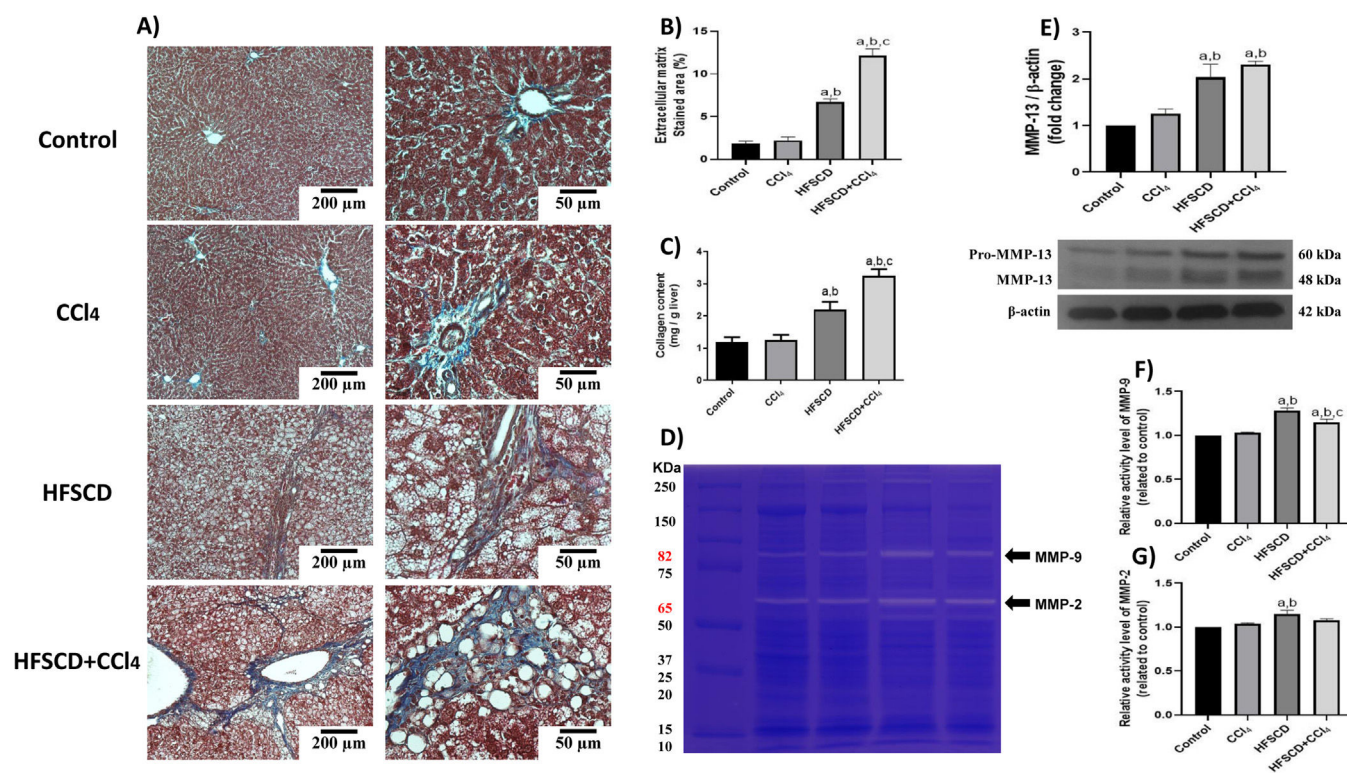 A)
Control
200 µm
50 µm
CCl4
200 µm
50 µm
HFSCD
200 µm
50 µm
HFSCD+CCl4
200 µm
50 µm
B)
Extracellular matrix
Stained area (%)
15
10
5
0
a,b
a,b,c
Control
CCl4
HFSCD
HFSCD+CCl4
C)
Collagen content
(mg / g liver)
4
3
2
1
0
a,b
a,b,c
Control
CCl4
HFSCD
HFSCD+CCl4
D)
KDa
250
150
82
75
65
50
37
25
20
15
10
MMP-9
MMP-2
E)
MMP-13 / β-actin
(fold change)
3
2
1
0
a,b
a,b
Control
CCl4
HFSCD
HFSCD+CCl4
Pro-MMP-13
60 kDa
MMP-13
48 kDa
β-actin
42 kDa
F)
Relative activity level of MMP-9
(related to control)
1.5
1.0
0.5
0.0
a,b
a,b,c
Control
CCl4
HFSCD
HFSCD+CCl4
G)
Relative activity level of MMP-2
(related to control)
1.5
1.0
0.5
0.0
a,b
Control
CCl4
HFSCD
HFSCD+CCl4